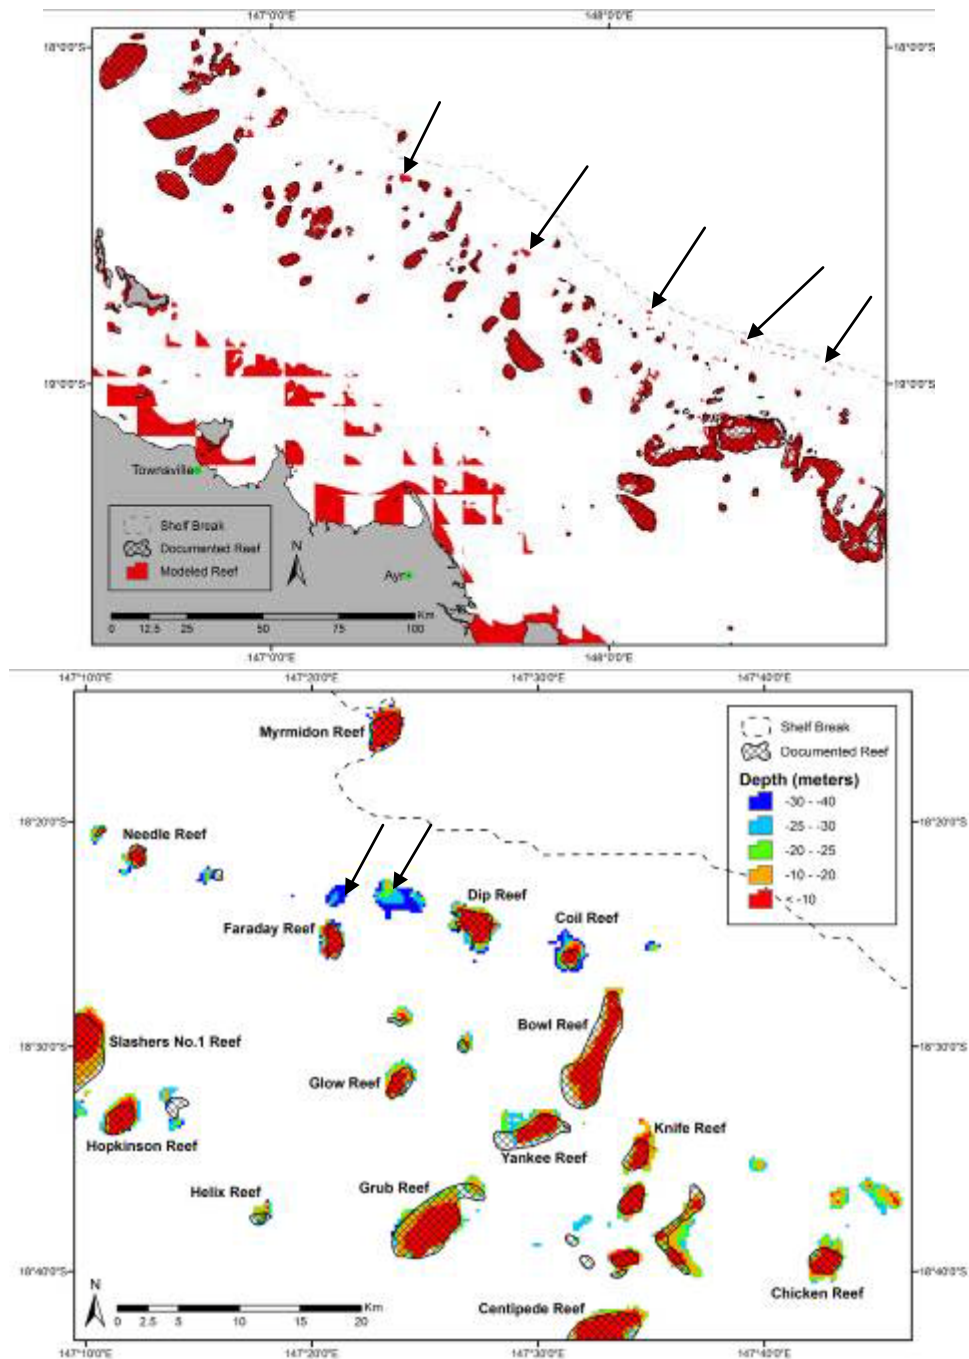 147°0'0"E 148°0'0"E
18°0'0"S 18°0'0"S
19°0'0"S 19°0'0"S
Townsville
Shelf Break
Documented Reef
Modeled Reef
N
Ayr
Km
0 12.5 25 50 75 100
147°0'0"E 148°0'0"E
147°10'0"E 147°20'0"E 147°30'0"E 147°40'0"E
Myrmidon Reef
Shelf Break
Documented Reef
Depth (meters)
-30 - -40
-25 - -30
-20 - -25
-10 - -20
< -10
18°20'0"S 18°20'0"S
Needle Reef
Dip Reef
Faraday Reef
Coil Reef
Bowl Reef
Slashers No.1 Reef
18°30'0"S 18°30'0"S
Glow Reef
Hopkinson Reef
Knife Reef
Yankee Reef
Helix Reef
Grub Reef
18°40'0"S 18°40'0"S
N
Chicken Reef
Centipede Reef
Km
0 2.5 5 10 15 20
147°10'0"E 147°20'0"E 147°30'0"E 147°40'0"E